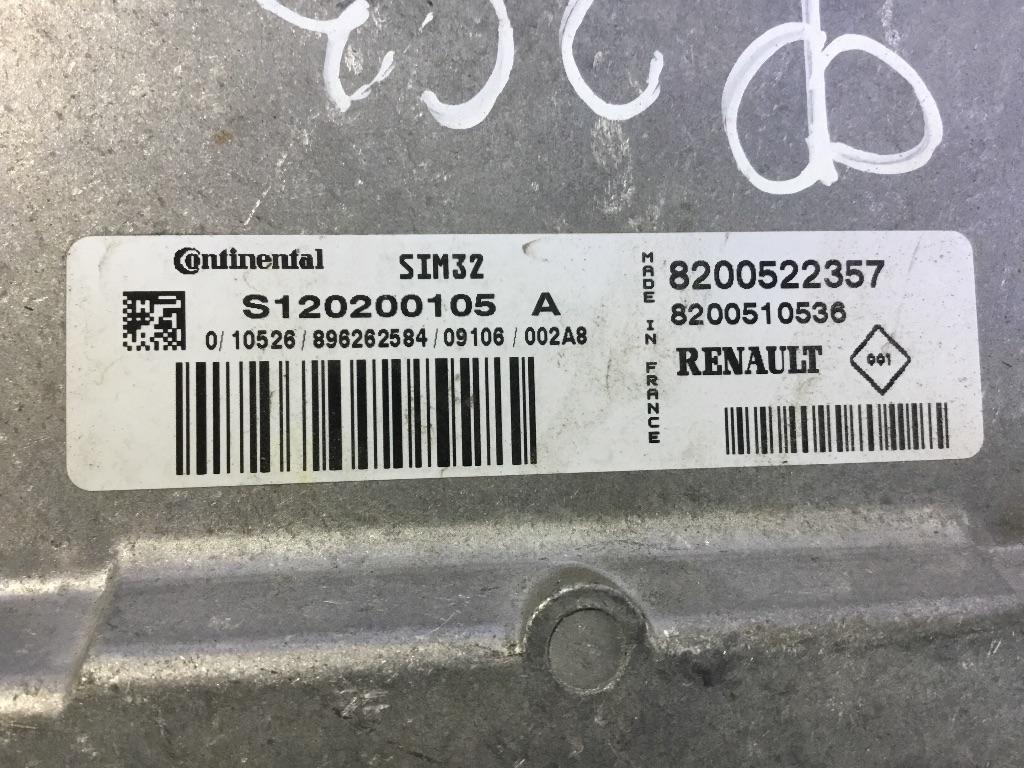 Continental SIM32
S120200105 A
0/ 10526 / 896262584 / 09106 / 002A8
MADE IN FRANCE
8200522357
8200510536
RENAULT